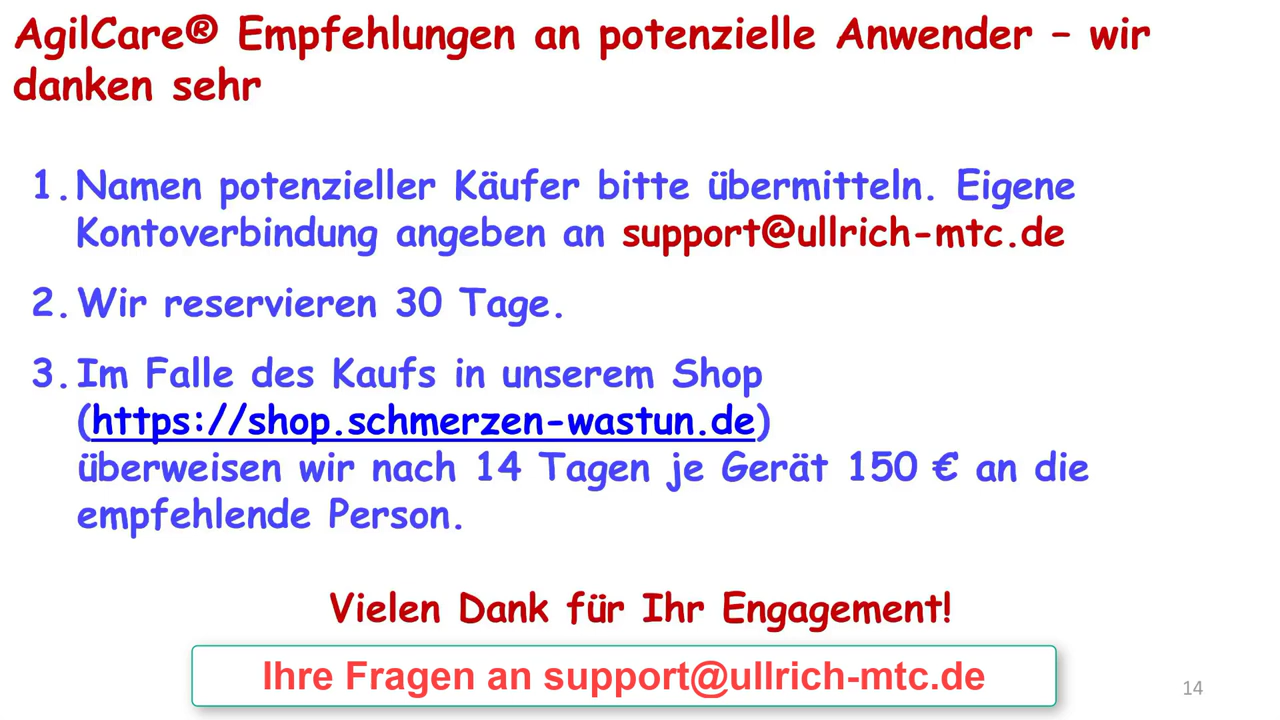 AgilCare® Empfehlungen an potenzielle Anwender – wir
danken sehr
1. Namen potenzieller Käufer bitte übermitteln. Eigene
Kontoverbindung angeben an support@ullrich-mtc.de
2. Wir reservieren 30 Tage.
3. Im Falle des Kaufs in unserem Shop
(https://shop.schmerzen-wastun.de)
überweisen wir nach 14 Tagen je Gerät 150 € an die
empfehlende Person.
Vielen Dank für Ihr Engagement!
Ihre Fragen an support@ullrich-mtc.de
14